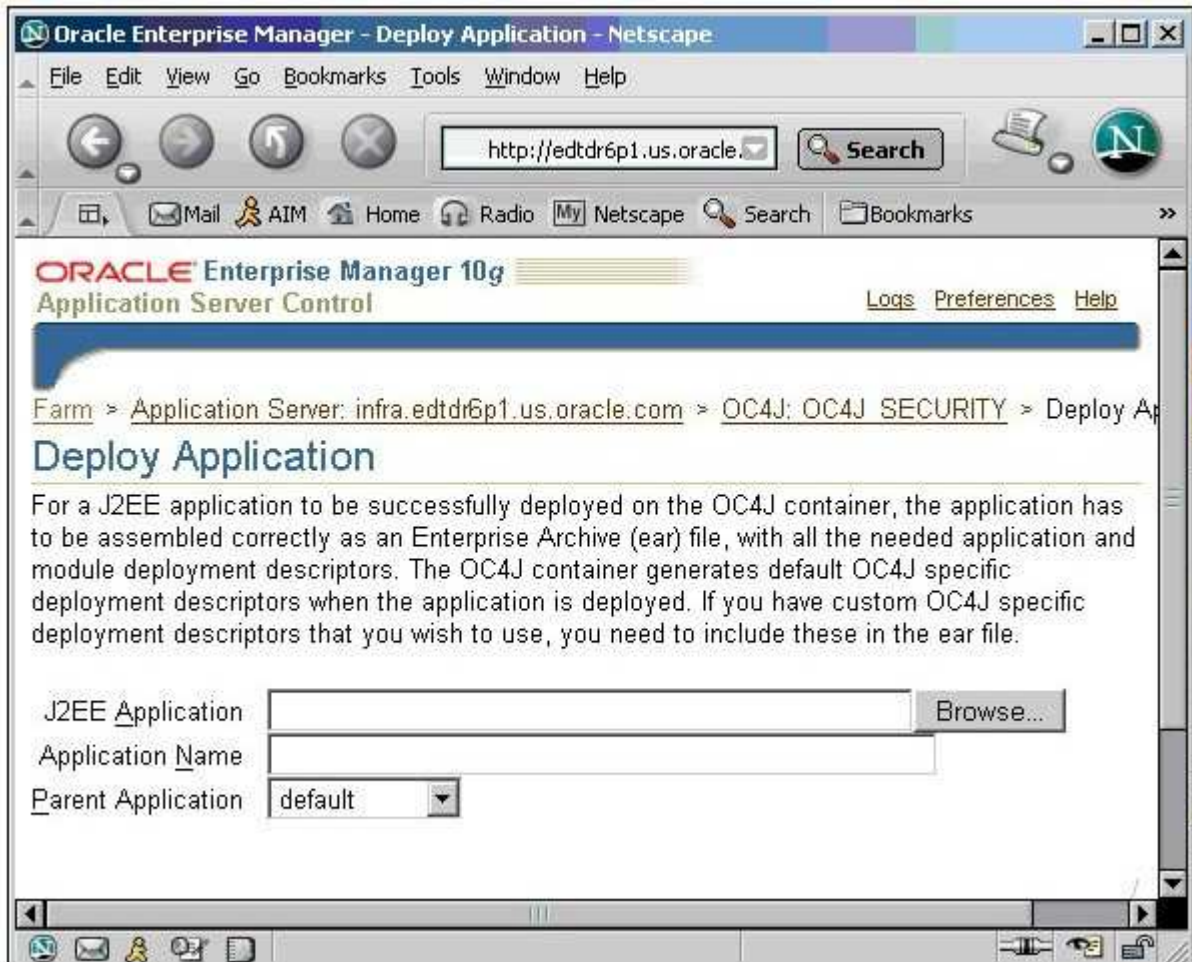 Oracle Enterprise Manager - Deploy Application - Netscape
File Edit View Go Bookmarks Tools Window Help
http://edtdr6p1.us.oracle. Search N
Mail AIM Home My Radio My Netscape Search Bookmarks »
ORACLE Enterprise Manager 10g
Application Server Control
Logs Preferences Help
Farm > Application Server: infra.edtdr6p1.us.oracle.com > OC4J: OC4J_SECURITY > Deploy Ap
Deploy Application
For a J2EE application to be successfully deployed on the OC4J container, the application has
to be assembled correctly as an Enterprise Archive (ear) file, with all the needed application and
module deployment descriptors. The OC4J container generates default OC4J specific
deployment descriptors when the application is deployed. If you have custom OC4J specific
deployment descriptors that you wish to use, you need to include these in the ear file.
J2EE Application Browse...
Application Name
Parent Application default